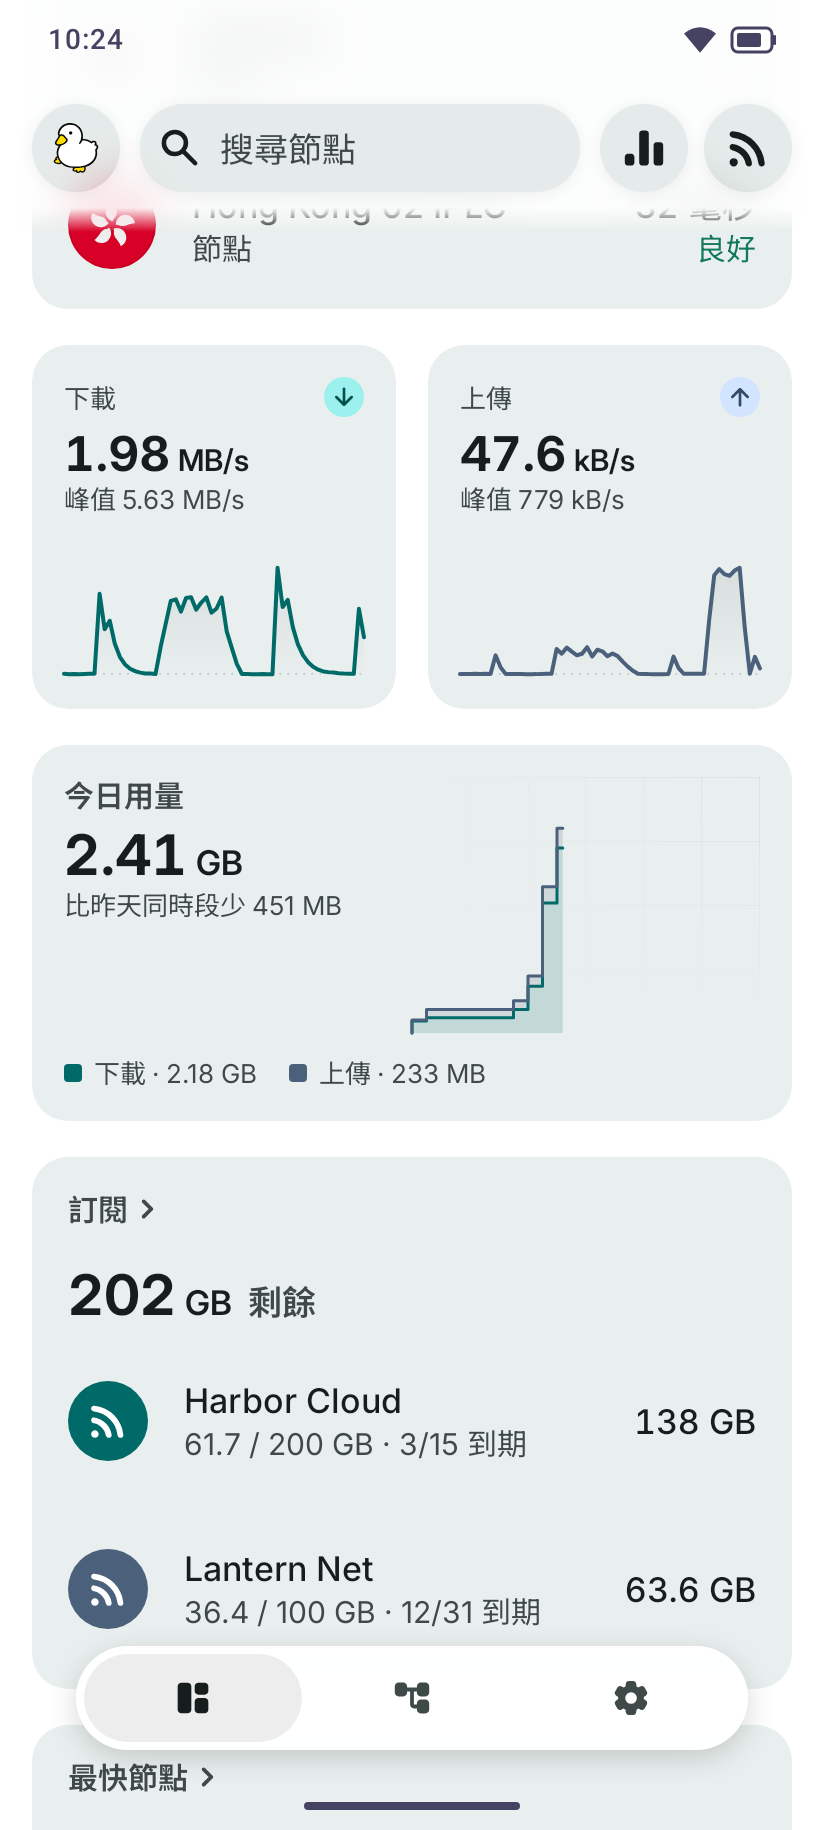 10:24
搜尋節點
節點
良好
下載
1.98 MB/s
峰值 5.63 MB/s
上傳
47.6 kB/s
峰值 779 kB/s
今日用量
2.41 GB
比昨天同時段少 451 MB
下載 · 2.18 GB
上傳 · 233 MB
訂閱
202 GB 剩餘
Harbor Cloud
61.7 / 200 GB · 3/15 到期
138 GB
Lantern Net
36.4 / 100 GB · 12/31 到期
63.6 GB
最快節點